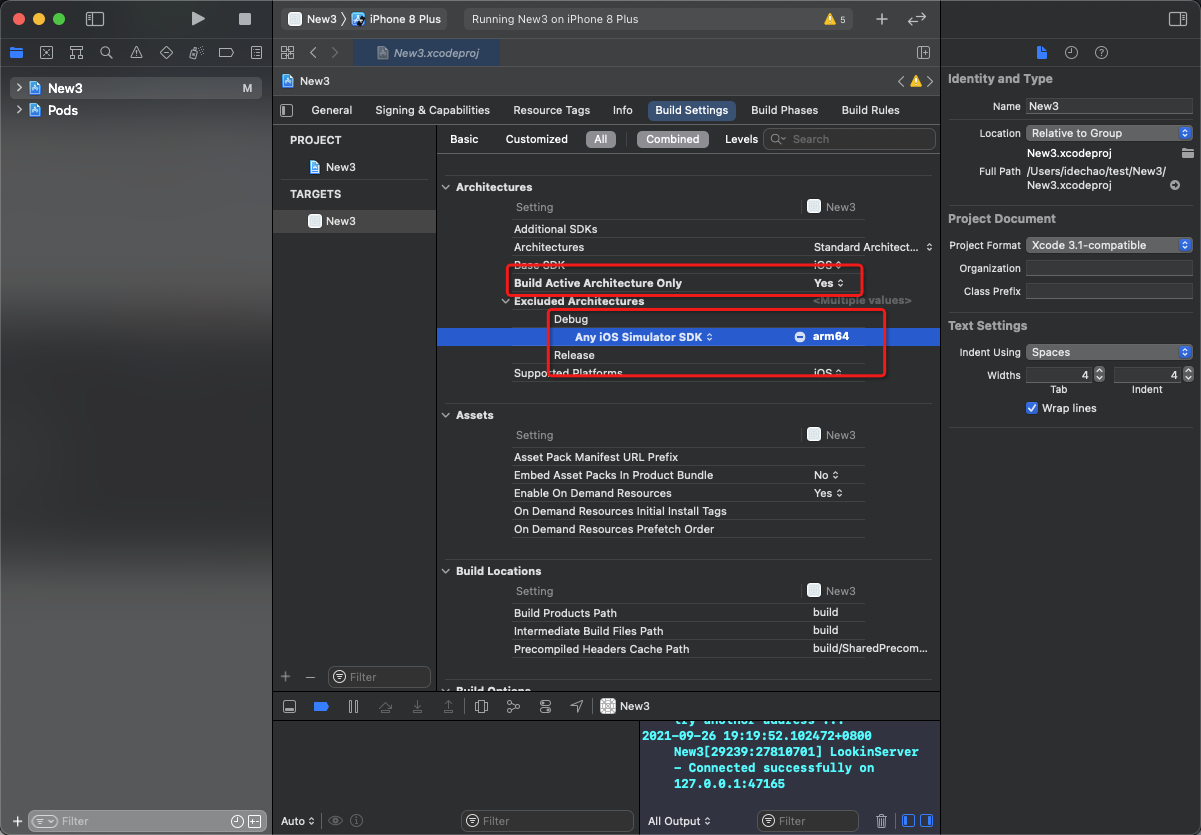 New3 iPhone 8 Plus Running New3 on iPhone 8 Plus 5
New3 M
Pods
New3.xcodeproj
New3
General Signing & Capabilities Resource Tags Info Build Settings Build Phases Build Rules
PROJECT
New3
TARGETS
New3
Basic Customized All Combined Levels Search
Architectures
Setting New3
Additional SDKs
Architectures Standard Architect...
Base SDK iOS
Build Active Architecture Only Yes
Excluded Architectures <Multiple values>
Debug
Any iOS Simulator SDK arm64
Release
Supported Platforms iOS
Assets
Setting New3
Asset Pack Manifest URL Prefix
Embed Asset Packs In Product Bundle No
Enable On Demand Resources Yes
On Demand Resources Initial Install Tags
On Demand Resources Prefetch Order
Build Locations
Setting New3
Build Products Path build
Intermediate Build Files Path build
Precompiled Headers Cache Path build/SharedPrecom...
Build Options
Filter
New3
try another address ...
2021-09-26 19:19:52.102472+0800
New3[29239:27810701] LookinServer
- Connected successfully on
127.0.0.1:47165
Filter
Auto Filter
All Output Filter
Identity and Type
Name New3
Location Relative to Group
New3.xcodeproj
Full Path /Users/idechao/test/New3/
New3.xcodeproj
Project Document
Project Format Xcode 3.1-compatible
Organization
Class Prefix
Text Settings
Indent Using Spaces
Widths 4 4
Tab Indent
Wrap lines